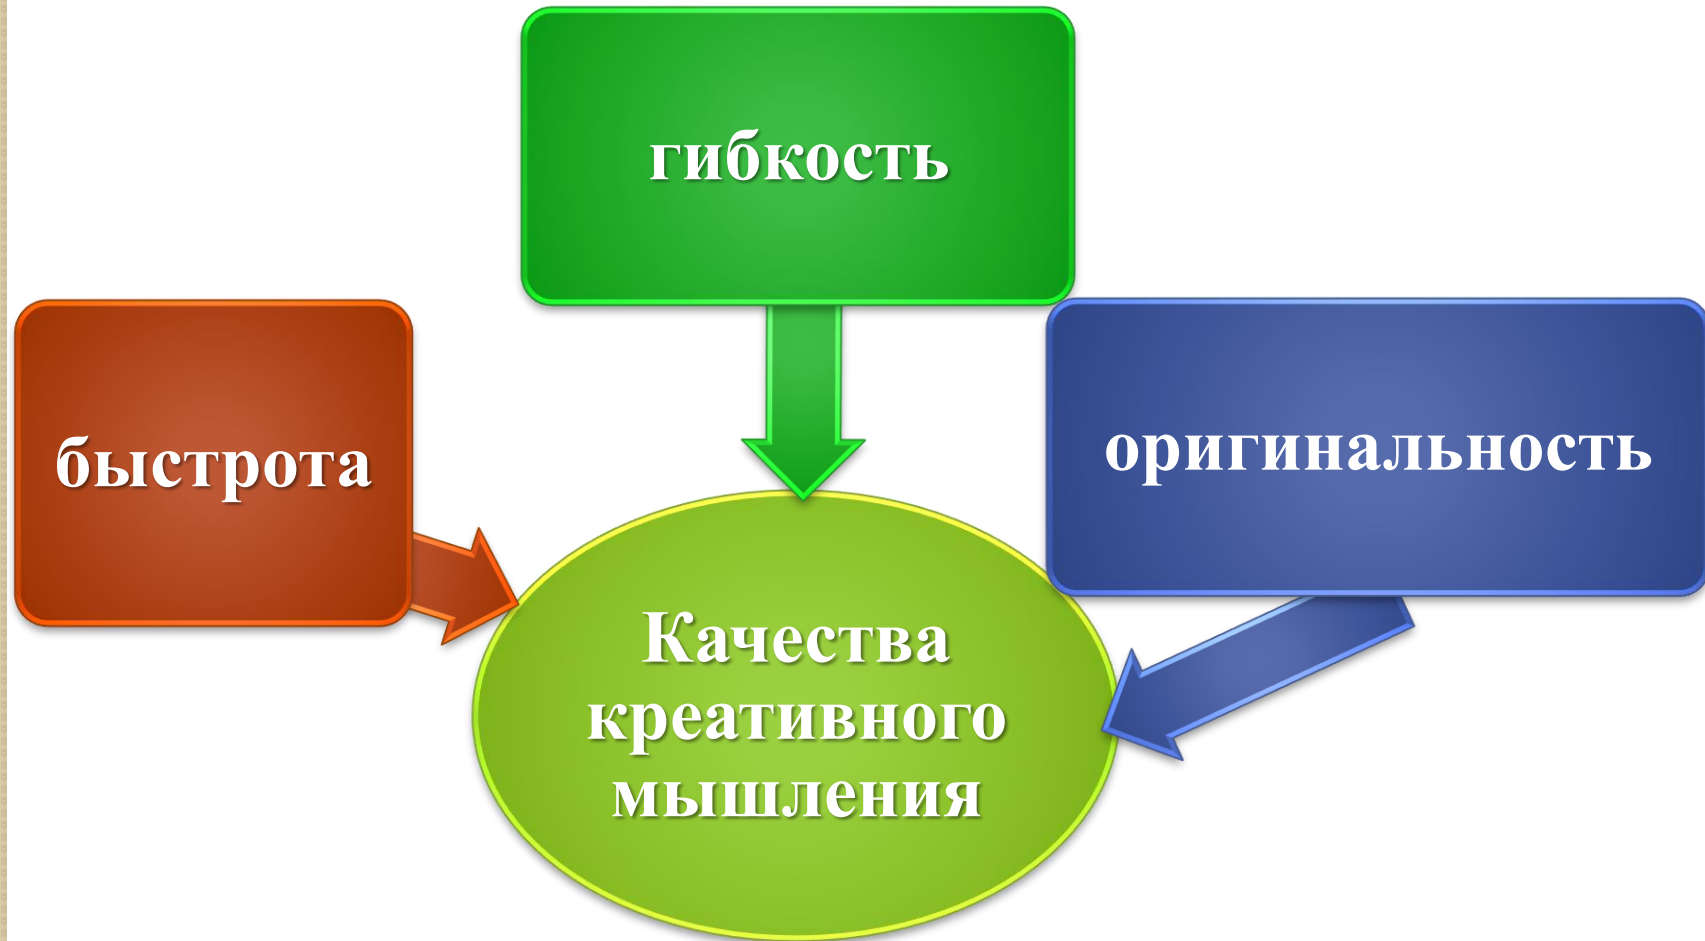 гибкость
быстрота
оригинальность
Качества
креативного
мышления